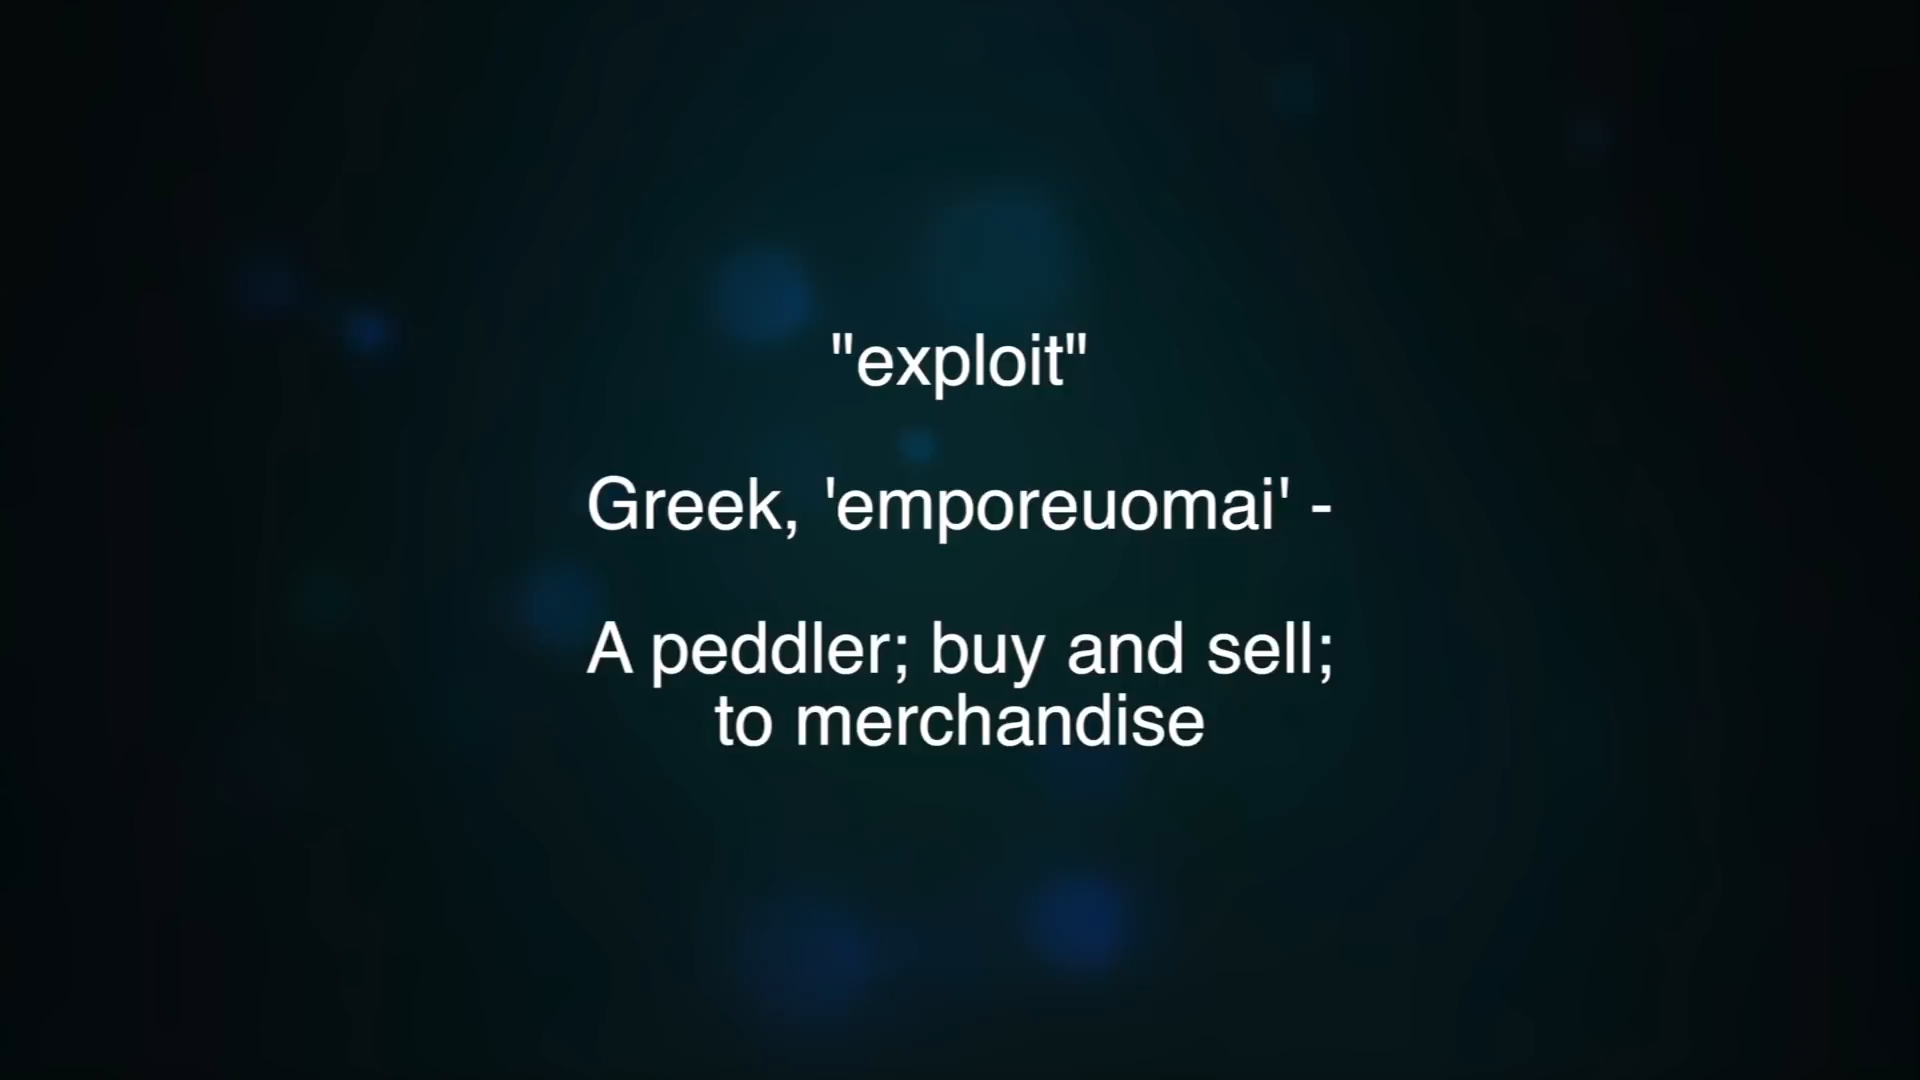 "exploit"
Greek, 'emporeuomai' -
A peddler; buy and sell;
to merchandise